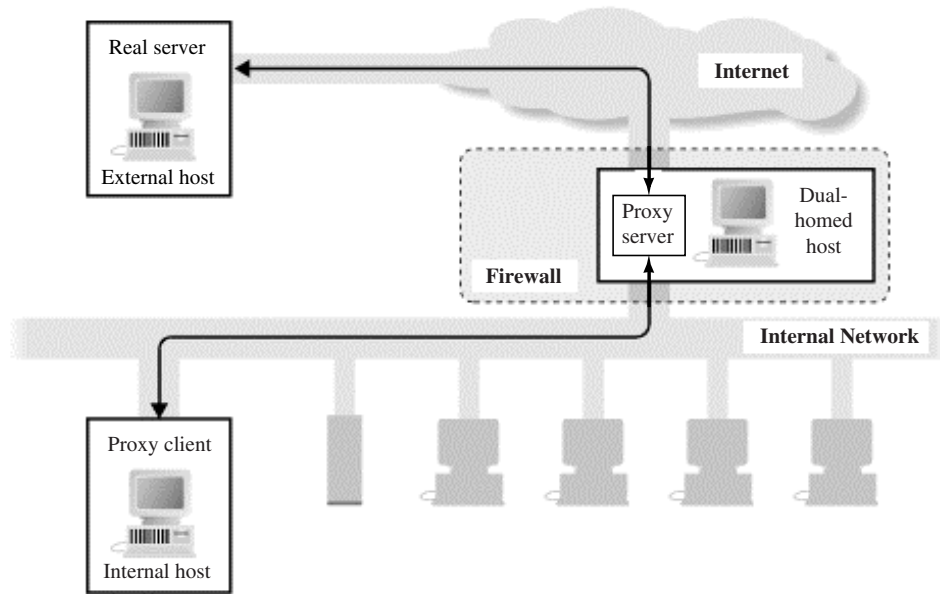 Real server
External host
Internet
Proxy
server
Dual-
homed
host
Firewall
Internal Network
Proxy client
Internal host